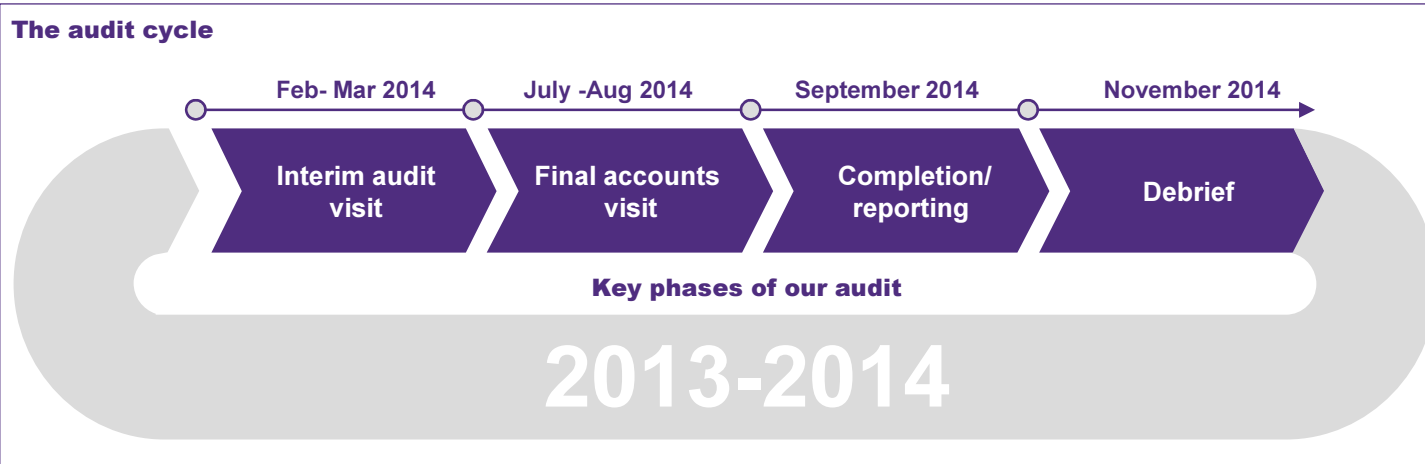 The audit cycle
Feb- Mar 2014
July -Aug 2014
September 2014
November 2014
Interim audit
visit
Final accounts
visit
Completion/
reporting
Debrief
Key phases of our audit
2013-2014